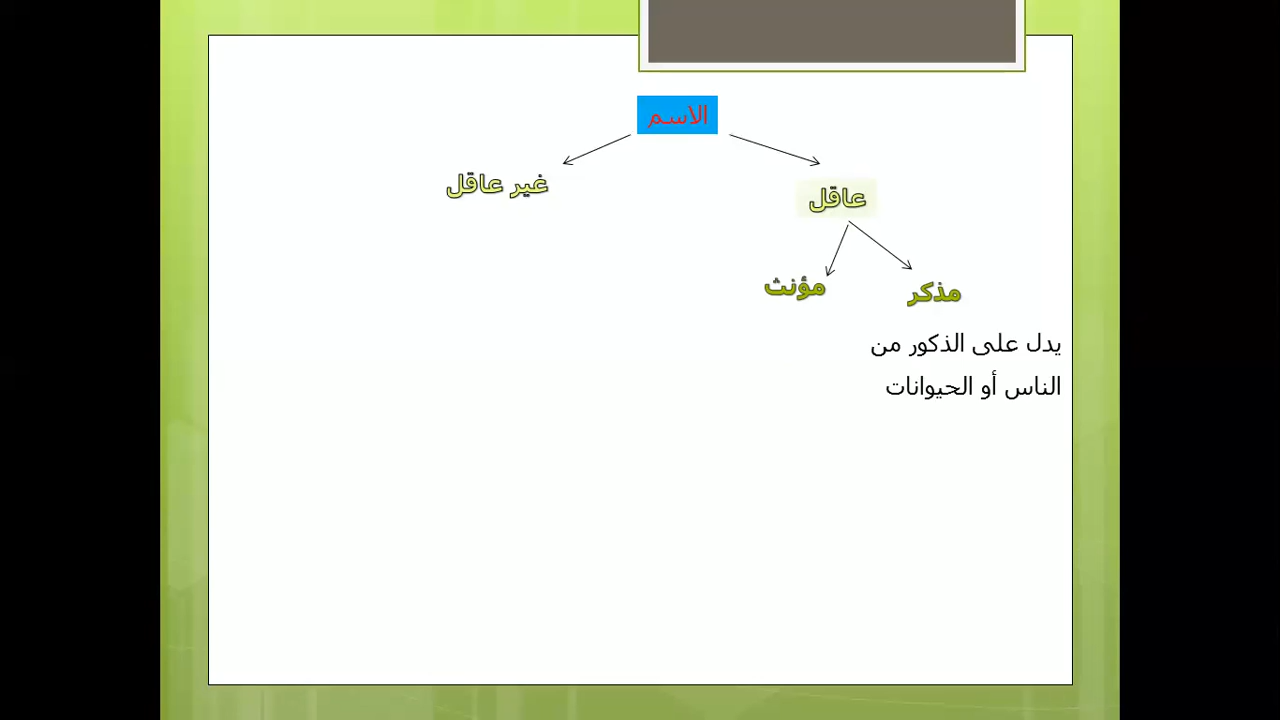 الاسم
عاقل
غير عاقل
مذكر
مؤنث
يدل على الذكور من
الناس أو الحيوانات